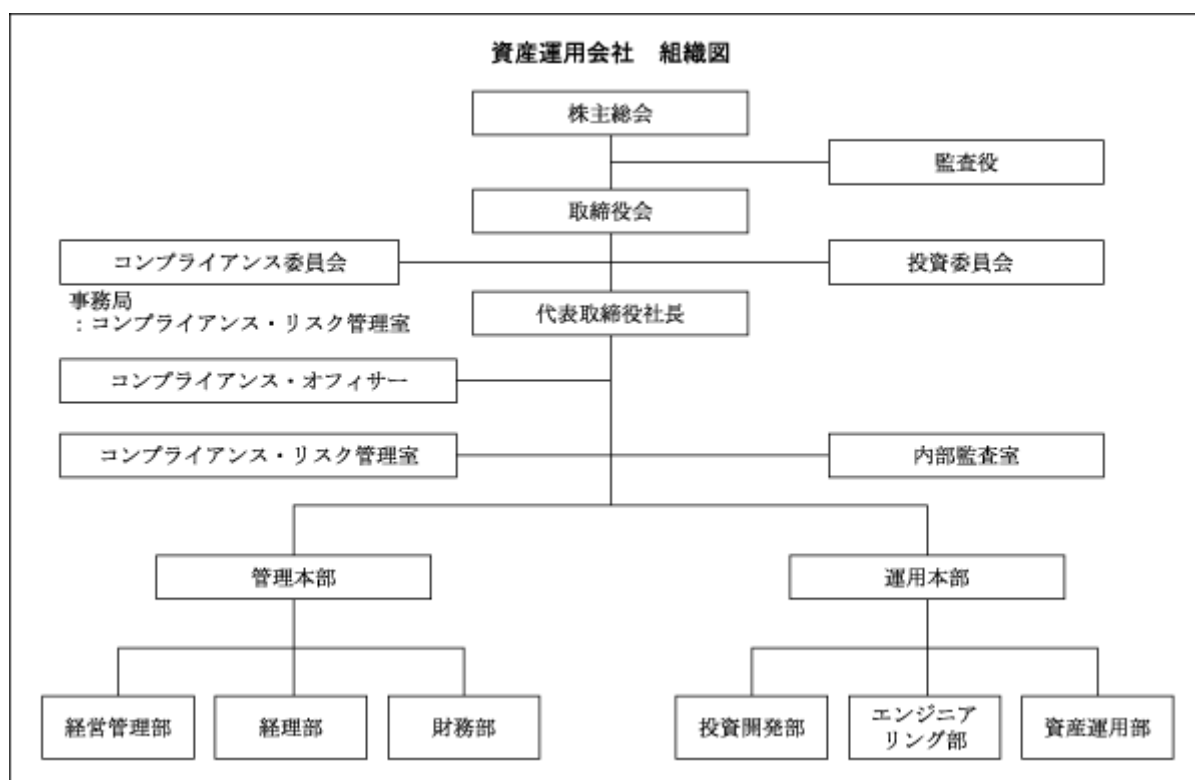 資産運用会社　組織図
株主総会
監査役
取締役会
コンプライアンス委員会
投資委員会
事務局
：コンプライアンス・リスク管理室
代表取締役社長
コンプライアンス・オフィサー
コンプライアンス・リスク管理室
内部監査室
管理本部
運用本部
経営管理部
経理部
財務部
投資開発部
エンジニア
リング部
資産運用部